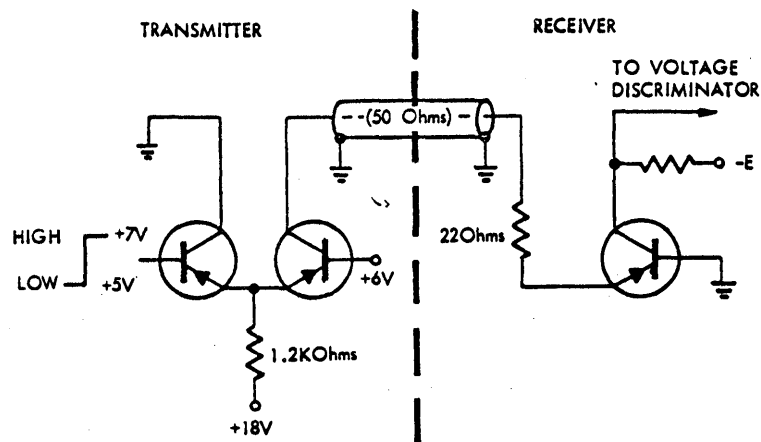 TRANSMITTER
RECEIVER
TO VOLTAGE
DISCRIMINATOR
(50 Ohms)
-E
HIGH
+7V
LOW
+5V
+6V
22Ohms
1.2KOhms
+18V